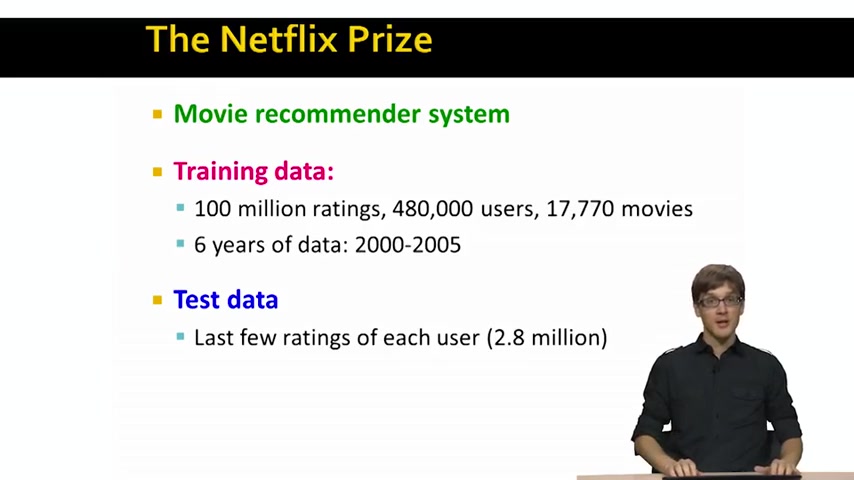 The Netflix Prize
Movie recommender system
Training data:
100 million ratings, 480,000 users, 17,770 movies
6 years of data: 2000-2005
Test data
Last few ratings of each user (2.8 million)